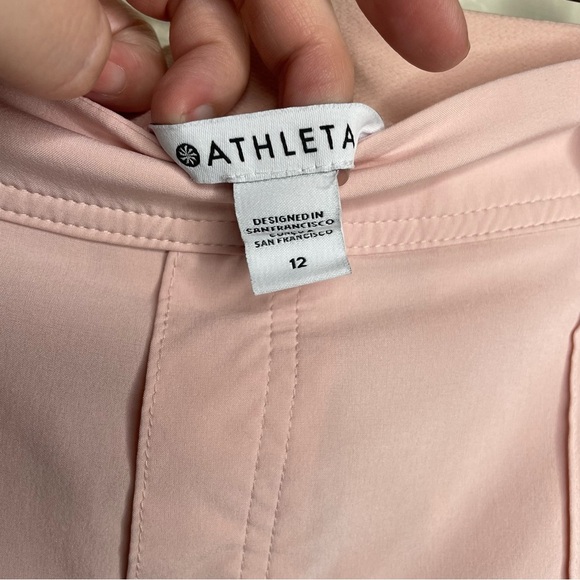 ATHLETA
DESIGNED IN
SAN FRANCISCO
SAN FRANCISCO
12